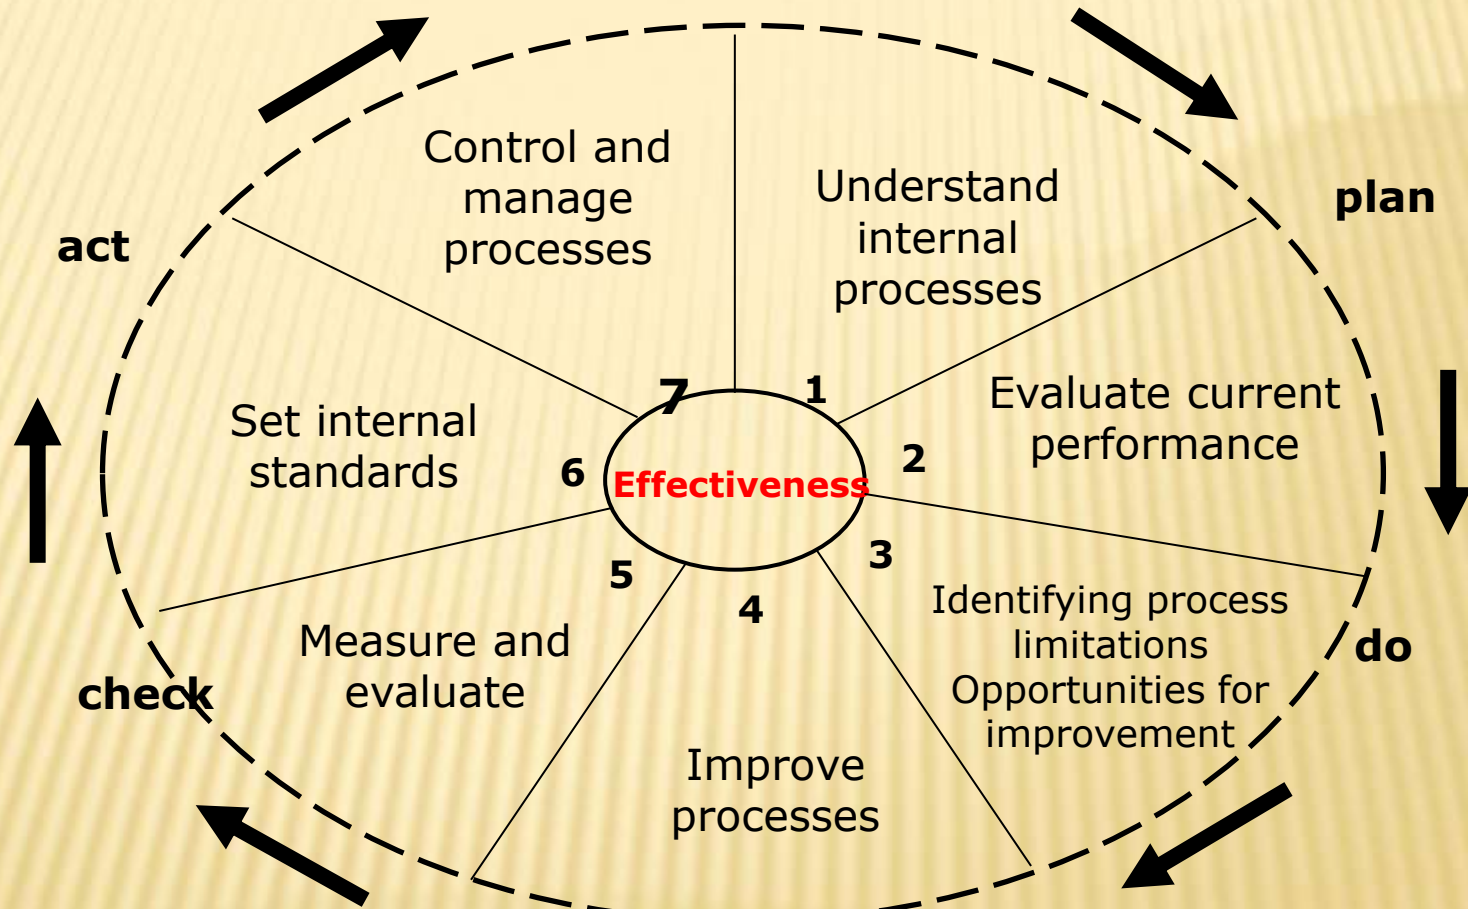 Control and
manage
processes
Understand
internal
processes
plan
act
7
1
Evaluate current
performance
Set internal
standards
6
Effectiveness
2
5
4
3
Identifying process
limitations
Opportunities for
improvement
do
Measure and
evaluate
check
Improve
processes